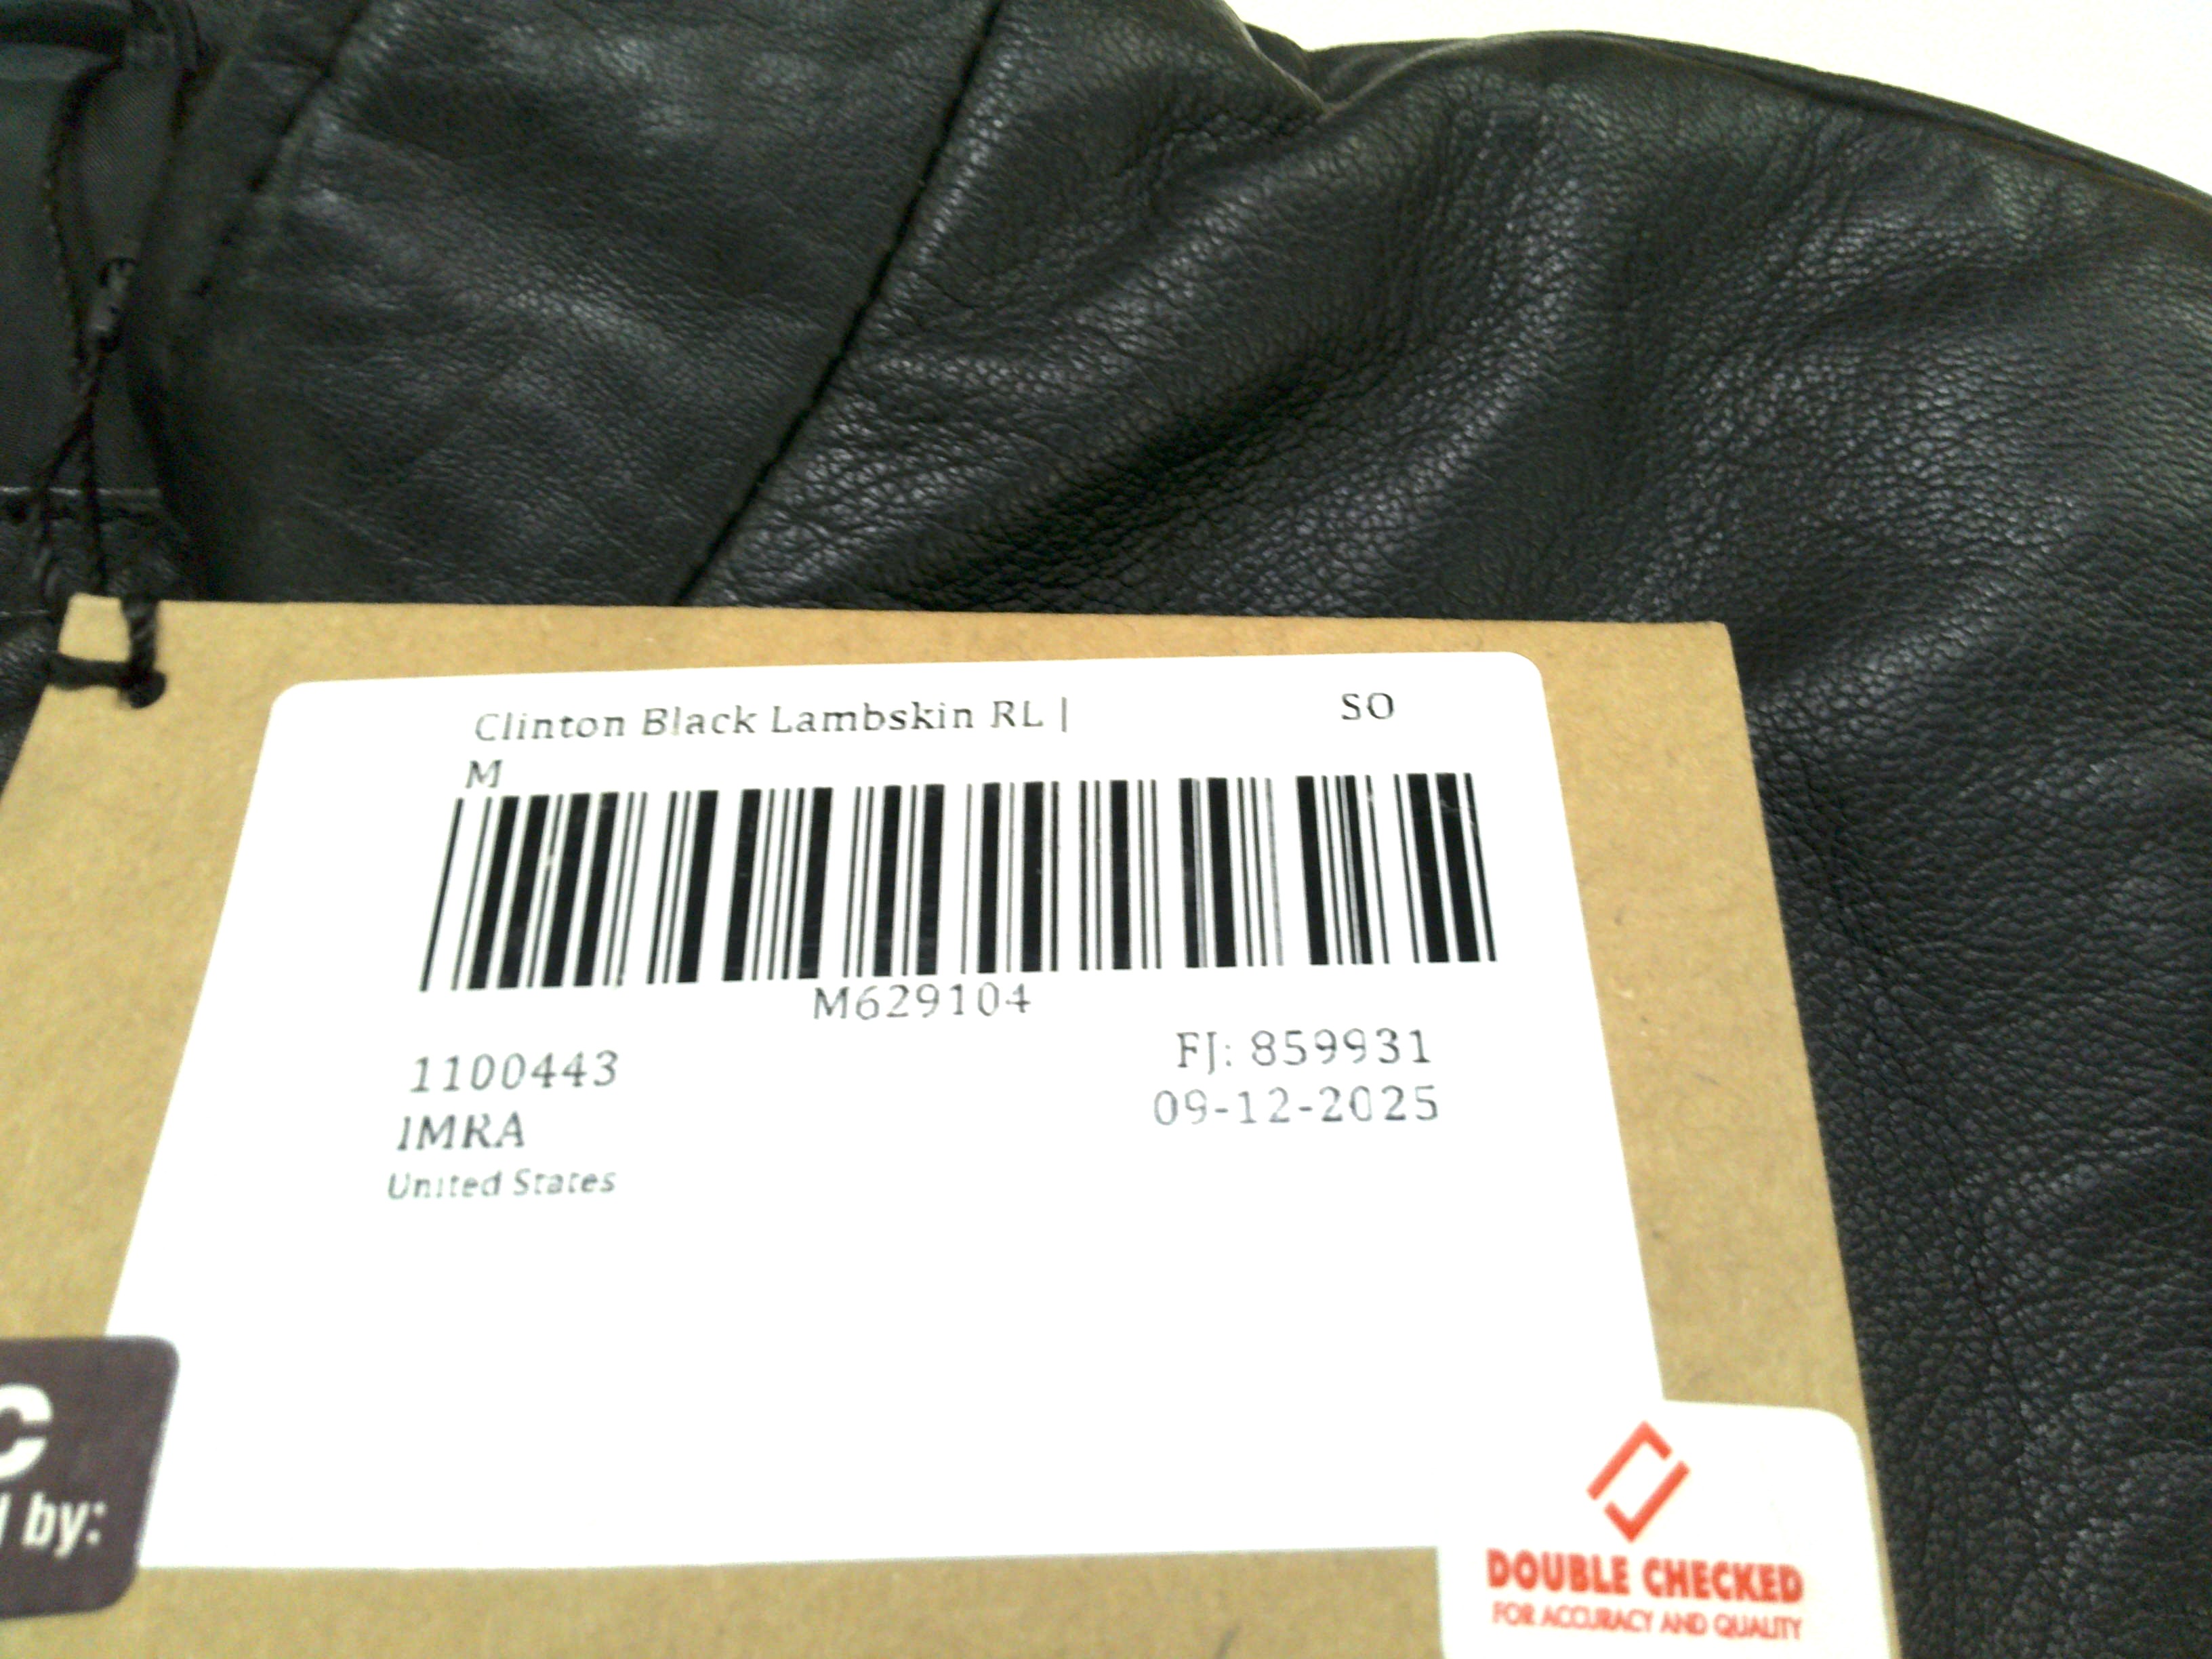 Clinton Black Lambskin RL | SO
M
M629104
1100443 FJ: 859931
IMRA 09-12-2025
United States
C
by:
DOUBLE CHECKED
FOR ACCURACY AND QUALITY